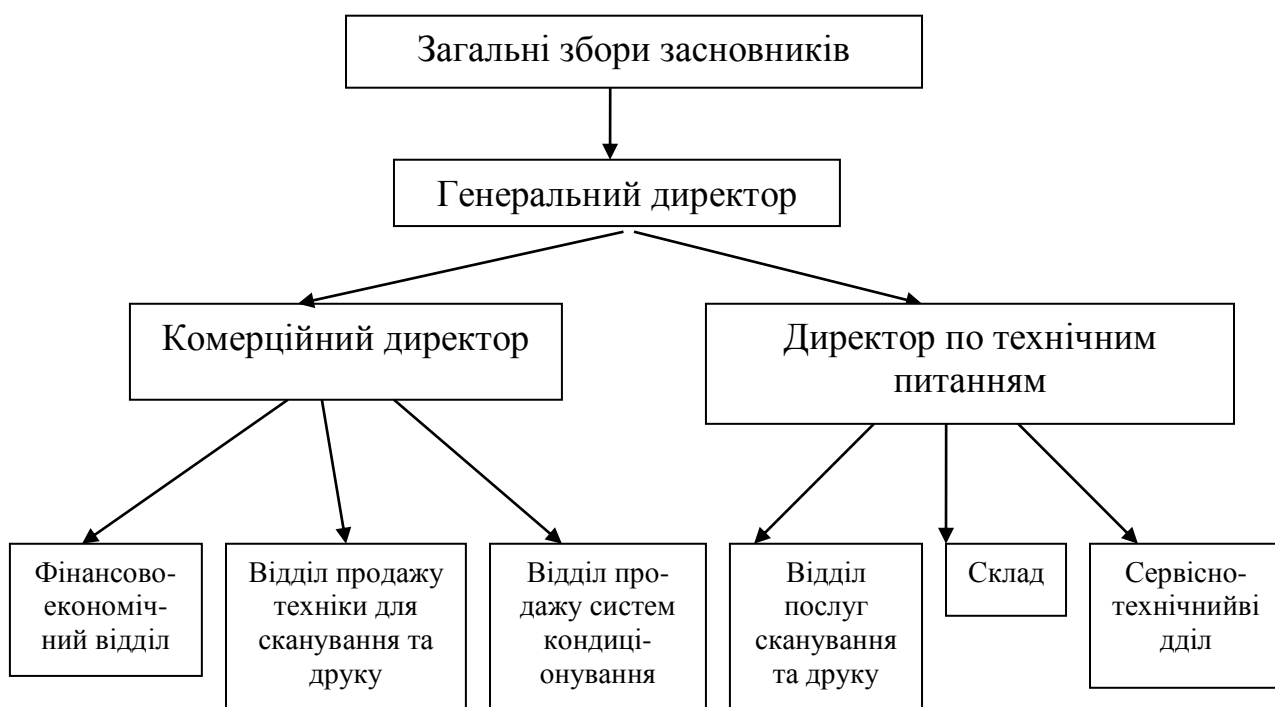 Загальні збори засновників
Генеральний директор
Комерційний директор
Директор по технічним
питанням
Фінансово-
економіч-
ний відділ
Відділ продажу
техніки для
сканування та
друку
Відділ про-
дажу систем
кондиці-
онування
Відділ
послуг
сканування
та друку
Склад
Сервісно-
технічнийві
дділ